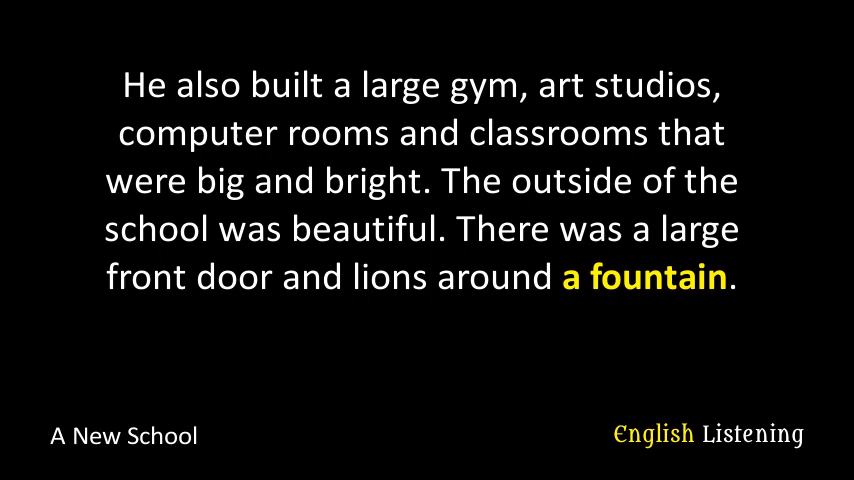 He also built a large gym, art studios,
computer rooms and classrooms that
were big and bright. The outside of the
school was beautiful. There was a large
front door and lions around a fountain.
A New School
English Listening